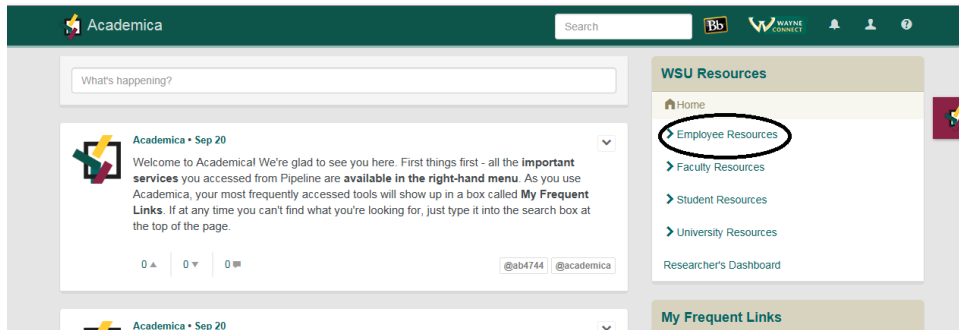 Academica
Search
Bb
WAYNE
CONNECT
What's happening?
Academica • Sep 20
Welcome to Academica! We're glad to see you here. First things first - all the important
services you accessed from Pipeline are available in the right-hand menu. As you use
Academica, your most frequently accessed tools will show up in a box called My Frequent
Links. If at any time you can't find what you're looking for, just type it into the search box at
the top of the page.
0
0
0
@ab4744
@academica
Academica • Sep 20
WSU Resources
Home
Employee Resources
Faculty Resources
Student Resources
University Resources
Researcher's Dashboard
My Frequent Links